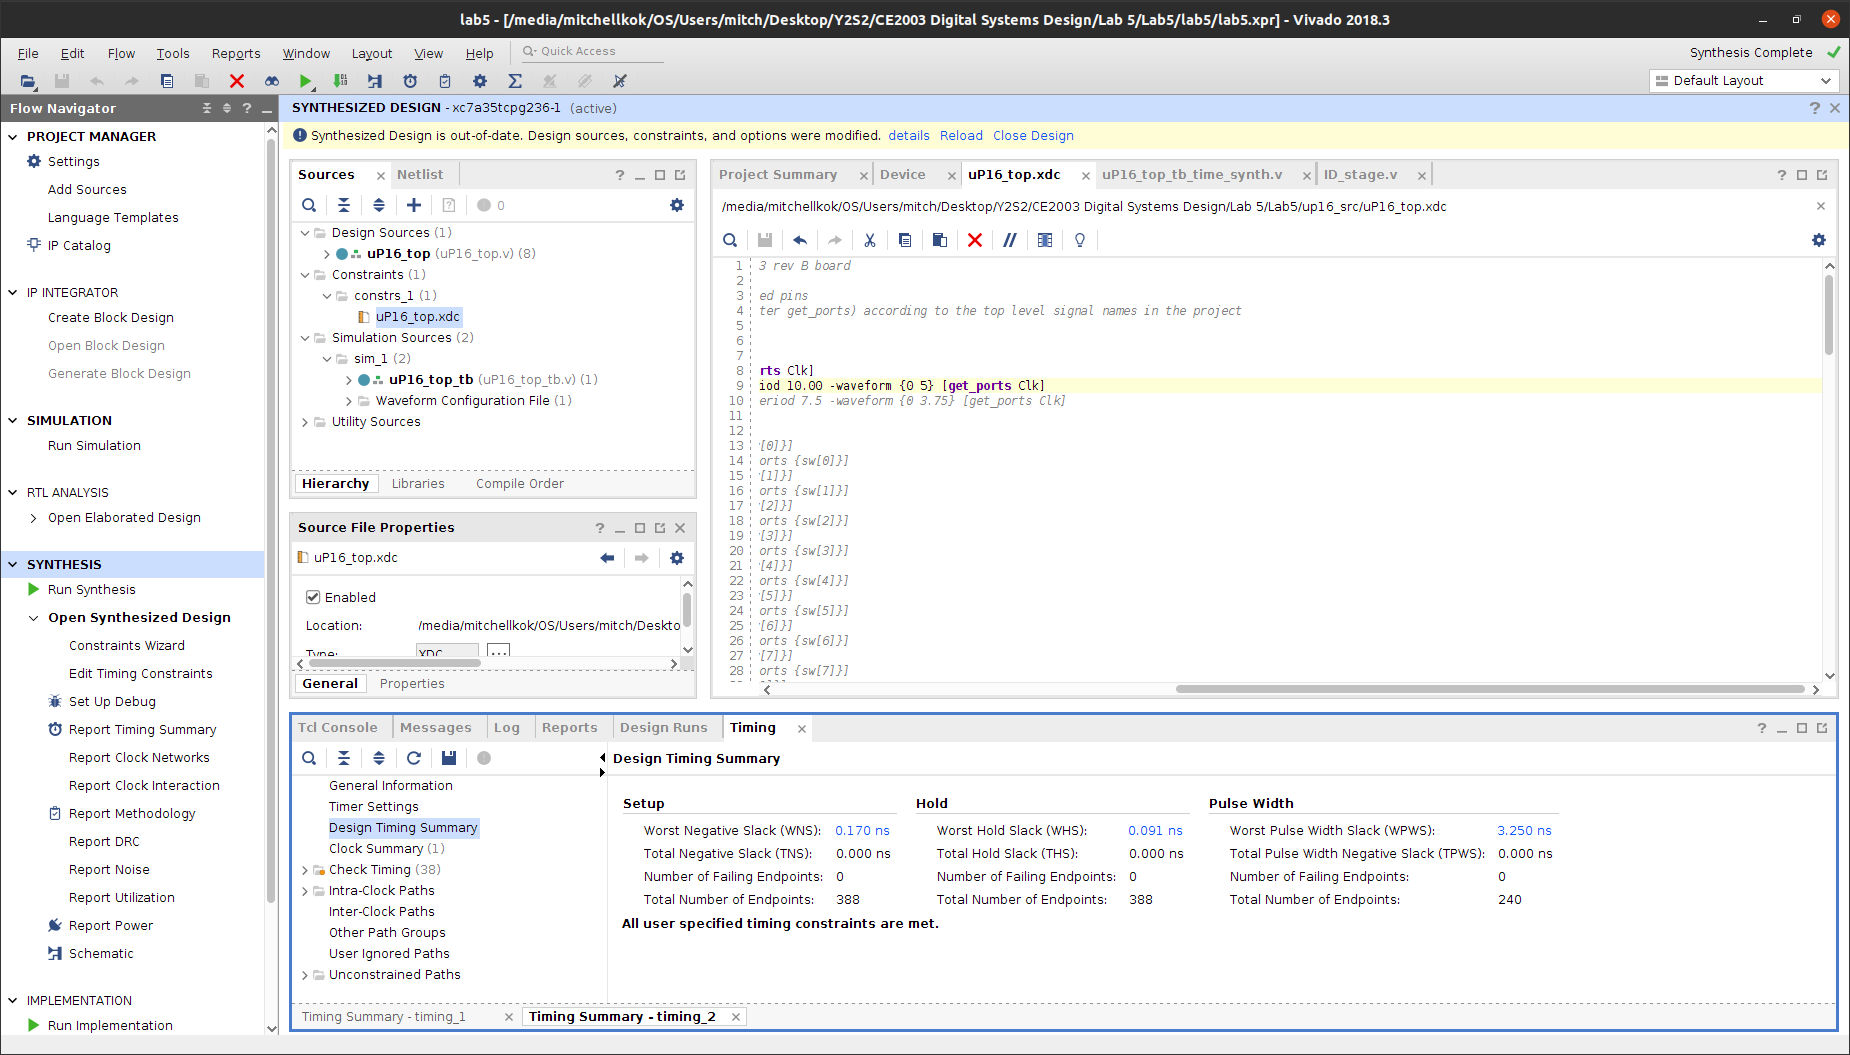 lab5 - [/media/mitchellkok/OS/Users/mitch/Desktop/Y2S2/CE2003 Digital Systems Design/Lab 5/Lab5/lab5/lab5.xpr] - Vivado 2018.3
File Edit Flow Tools Reports Window Layout View Help Quick Access
Synthesis Complete
Default Layout
Flow Navigator
PROJECT MANAGER
Settings
Add Sources
Language Templates
IP Catalog
IP INTEGRATOR
Create Block Design
Open Block Design
Generate Block Design
SIMULATION
Run Simulation
RTL ANALYSIS
Open Elaborated Design
SYNTHESIS
Run Synthesis
Open Synthesized Design
Constraints Wizard
Edit Timing Constraints
Set Up Debug
Report Timing Summary
Report Clock Networks
Report Clock Interaction
Report Methodology
Report DRC
Report Noise
Report Utilization
Report Power
Schematic
IMPLEMENTATION
Run Implementation
SYNTHESIZED DESIGN - xc7a35tcpg236-1 (active)
Synthesized Design is out-of-date. Design sources, constraints, and options were modified. details Reload Close Design
Sources Netlist
0
Design Sources (1)
uP16_top (uP16_top.v) (8)
Constraints (1)
constrs_1 (1)
uP16_top.xdc
Simulation Sources (2)
sim_1 (2)
uP16_top_tb (uP16_top_tb.v) (1)
Waveform Configuration File (1)
Utility Sources
Hierarchy Libraries Compile Order
Source File Properties
uP16_top.xdc
Enabled
Location: /media/mitchellkok/OS/Users/mitch/Deskto
Type: XDC
General Properties
Project Summary Device uP16_top.xdc uP16_top_tb_time_synth.v ID_stage.v
/media/mitchellkok/OS/Users/mitch/Desktop/Y2S2/CE2003 Digital Systems Design/Lab 5/Lab5/up16_src/uP16_top.xdc
1 3 rev B board
2
3 ed pins
4 ter get_ports) according to the top level signal names in the project
5
6
7
8 rts Clk]
9 iod 10.00 -waveform {0 5} [get_ports Clk]
10 eriod 7.5 -waveform {0 3.75} [get_ports Clk]
11
12
13 [0]}]
14 orts {sw[0]}]
15 [1]}]
16 orts {sw[1]}]
17 [2]}]
18 orts {sw[2]}]
19 [3]}]
20 orts {sw[3]}]
21 [4]}]
22 orts {sw[4]}]
23 [5]}]
24 orts {sw[5]}]
25 [6]}]
26 orts {sw[6]}]
27 [7]}]
28 orts {sw[7]}]
Tcl Console Messages Log Reports Design Runs Timing
General Information
Timer Settings
Design Timing Summary
Clock Summary (1)
Check Timing (38)
Intra-Clock Paths
Inter-Clock Paths
Other Path Groups
User Ignored Paths
Unconstrained Paths
Design Timing Summary
Setup Hold Pulse Width
Worst Negative Slack (WNS): 0.170 ns Worst Hold Slack (WHS): 0.091 ns Worst Pulse Width Slack (WPWS): 3.250 ns
Total Negative Slack (TNS): 0.000 ns Total Hold Slack (THS): 0.000 ns Total Pulse Width Negative Slack (TPWS): 0.000 ns
Number of Failing Endpoints: 0 Number of Failing Endpoints: 0 Number of Failing Endpoints: 0
Total Number of Endpoints: 388 Total Number of Endpoints: 388 Total Number of Endpoints: 240
All user specified timing constraints are met.
Timing Summary - timing_1 Timing Summary - timing_2